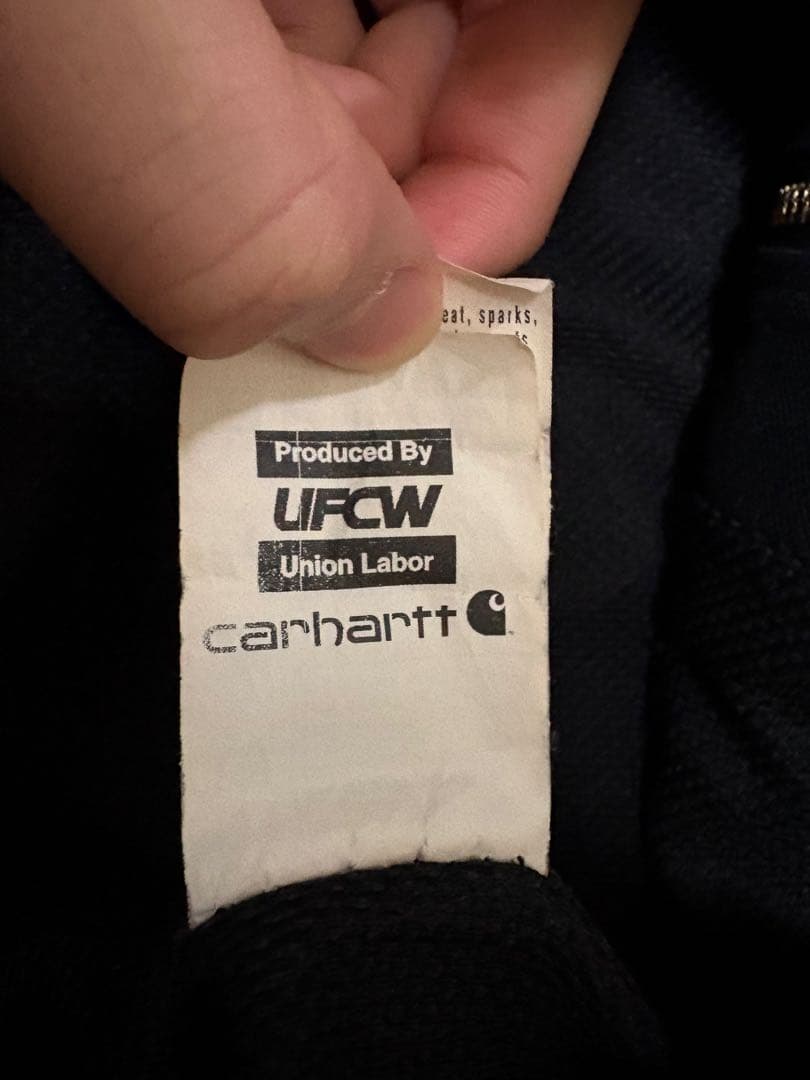 eat, sparks,
Produced By
UFCW
Union Labor
carhartt